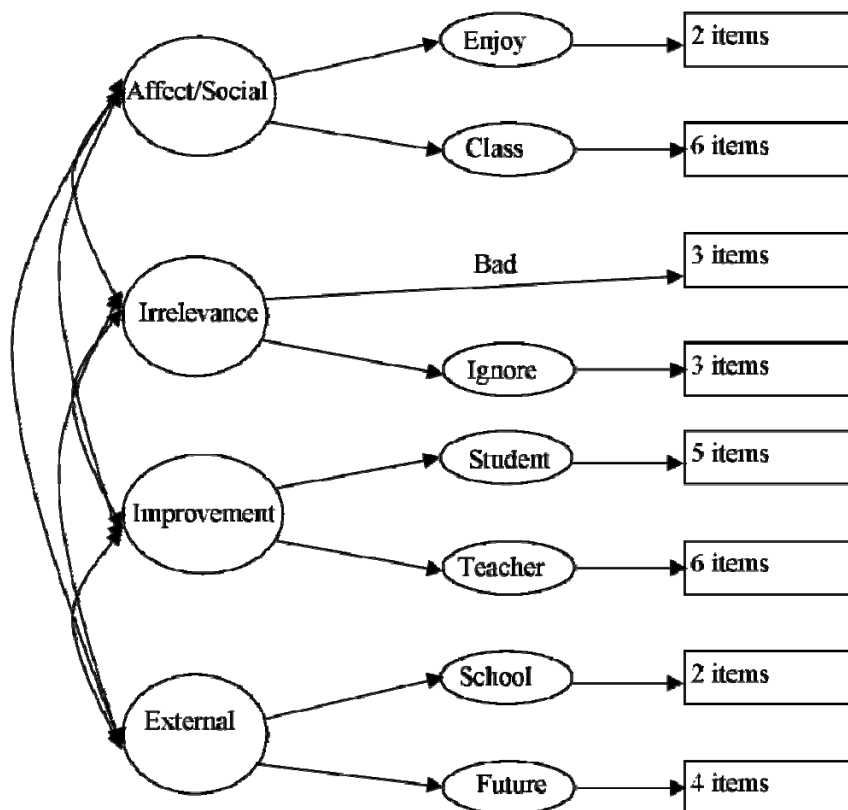 Enjoy
2 items
Affect/Social
Class
6 items
Bad
3 items
Irrelevance
Ignore
3 items
Student
5 items
Improvement
Teacher
6 items
School
2 items
External
Future
4 items